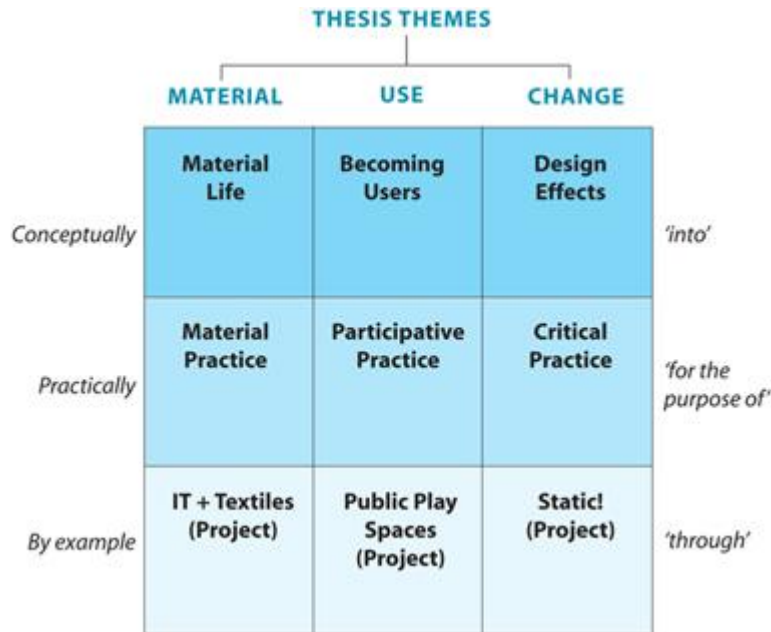 THESIS THEMES
MATERIAL USE CHANGE
Material Life
Becoming Users
Design Effects
Conceptually
'into'
Material Practice
Participative Practice
Critical Practice
Practically
'for the purpose of'
IT + Textiles (Project)
Public Play Spaces (Project)
Static! (Project)
By example
'through'